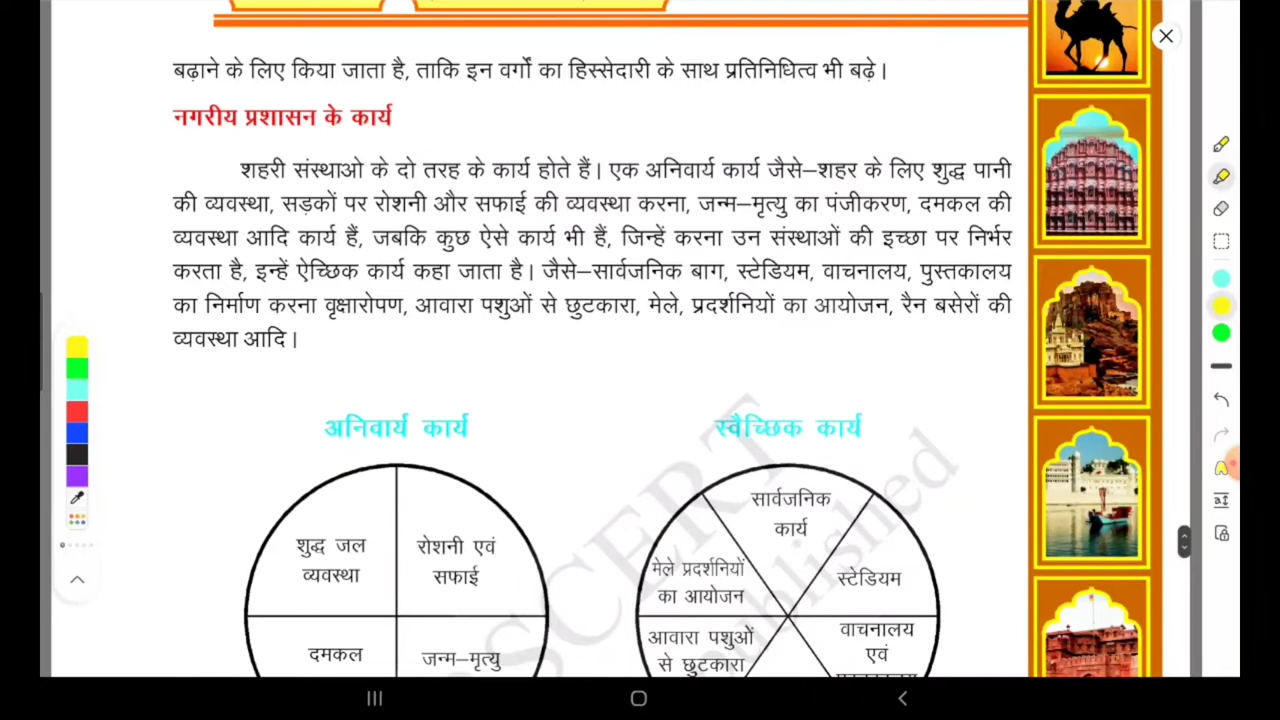 बढ़ाने के लिए किया जाता है, ताकि इन वर्गों का हिस्सेदारी के साथ प्रतिनिधित्व भी बढ़े।
नगरीय प्रशासन के कार्य
शहरी संस्थाओ के दो तरह के कार्य होते हैं। एक अनिवार्य कार्य जैसे–शहर के लिए शुद्ध पानी
की व्यवस्था, सड़कों पर रोशनी और सफाई की व्यवस्था करना, जन्म–मृत्यु का पंजीकरण, दमकल की
व्यवस्था आदि कार्य हैं, जबकि कुछ ऐसे कार्य भी हैं, जिन्हें करना उन संस्थाओं की इच्छा पर निर्भर
करता है, इन्हें ऐच्छिक कार्य कहा जाता है। जैसे–सार्वजनिक बाग, स्टेडियम, वाचनालय, पुस्तकालय
का निर्माण करना वृक्षारोपण, आवारा पशुओं से छुटकारा, मेले, प्रदर्शनियों का आयोजन, रैन बसेरों की
व्यवस्था आदि।
अनिवार्य कार्य
शुद्ध जल
व्यवस्था
रोशनी एवं
सफाई
दमकल
जन्म–मृत्यु
स्वैच्छिक कार्य
सार्वजनिक
कार्य
मेले प्रदर्शनियों
का आयोजन
स्टेडियम
आवारा पशुओं
से छुटकारा
वाचनालय
एवं
SCERT
published